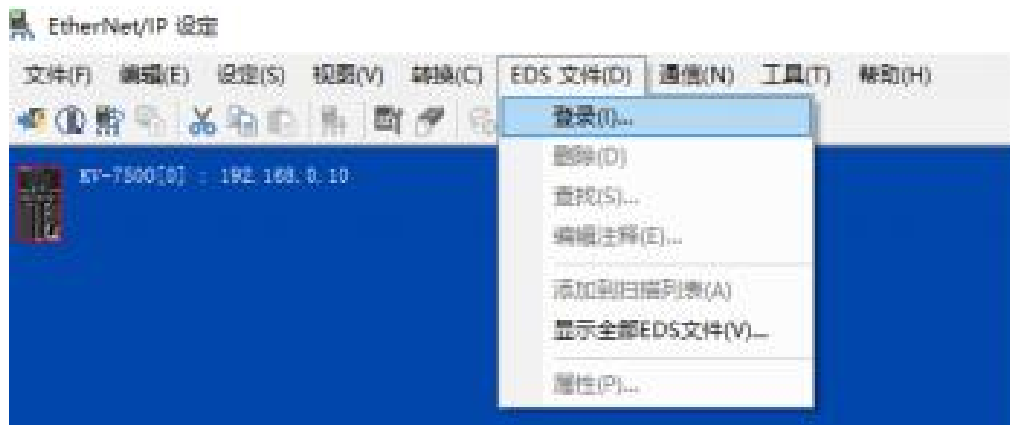 EtherNet/IP 设定
文件(F) 编辑(E) 设定(S) 视图(V) 转换(C) EDS 文件(D) 通信(N) 工具(T) 帮助(H)
登录(I)...
KV-7500[0] : 192.168.0.10
删除(D)
查找(S)...
编辑注释(E)...
添加到扫描列表(A)
显示全部EDS文件(V)...
属性(P)...